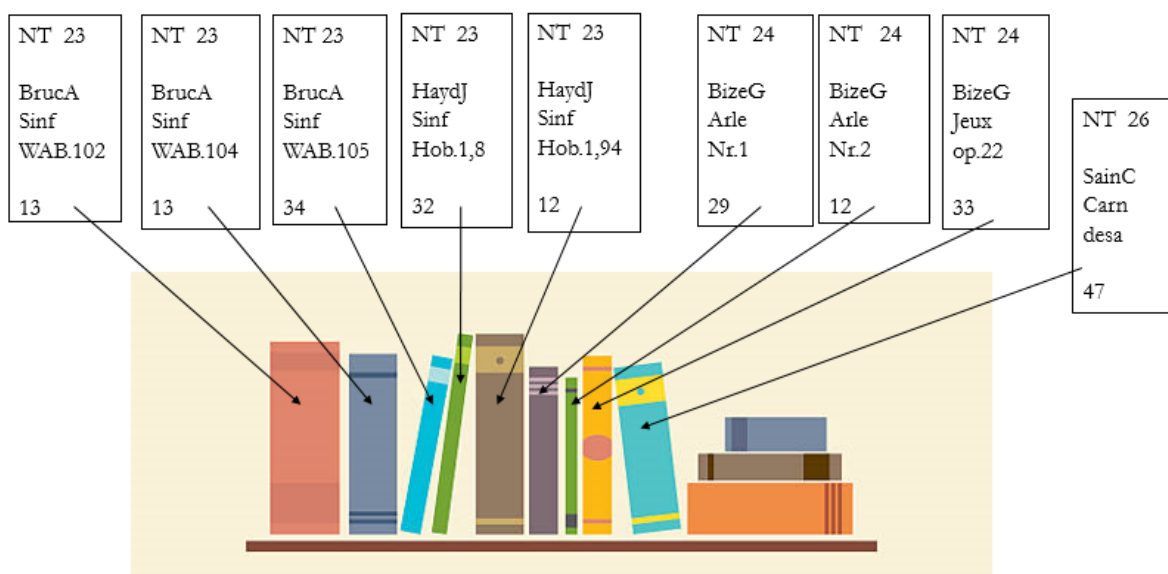 NT 23
BrucA
Sinf
WAB.102
13
NT 23
BrucA
Sinf
WAB.104
13
NT 23
BrucA
Sinf
WAB.105
34
NT 23
HaydJ
Sinf
Hob.1,8
32
NT 23
HaydJ
Sinf
Hob.1,94
12
NT 24
BizeG
Arle
Nr.1
29
NT 24
BizeG
Arle
Nr.2
12
NT 24
BizeG
Jeux
op.22
33
NT 26
SainC
Carn
desa
47